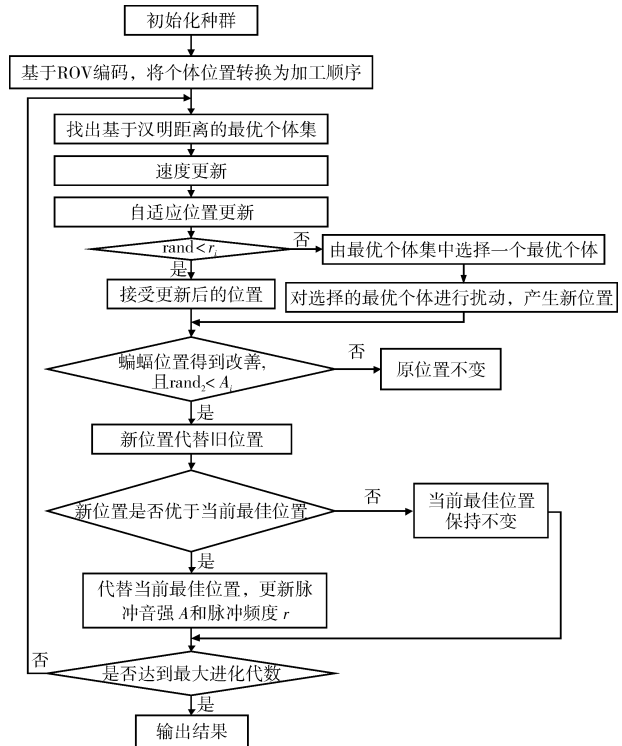 初始化种群
基于ROV编码，将个体位置转换为加工顺序
找出基于汉明距离的最优个体集
速度更新
自适应位置更新
rand<ri
否
由最优个体集中选择一个最优个体
是
接受更新后的位置
对选择的最优个体进行扰动，产生新位置
蝙蝠位置得到改善,
且rand2<Ai
否
原位置不变
是
新位置代替旧位置
新位置是否优于当前最佳位置
否
当前最佳位置
保持不变
是
代替当前最佳位置，更新脉
冲音强 A和脉冲频度 r
否
是否达到最大进化代数
是
输出结果